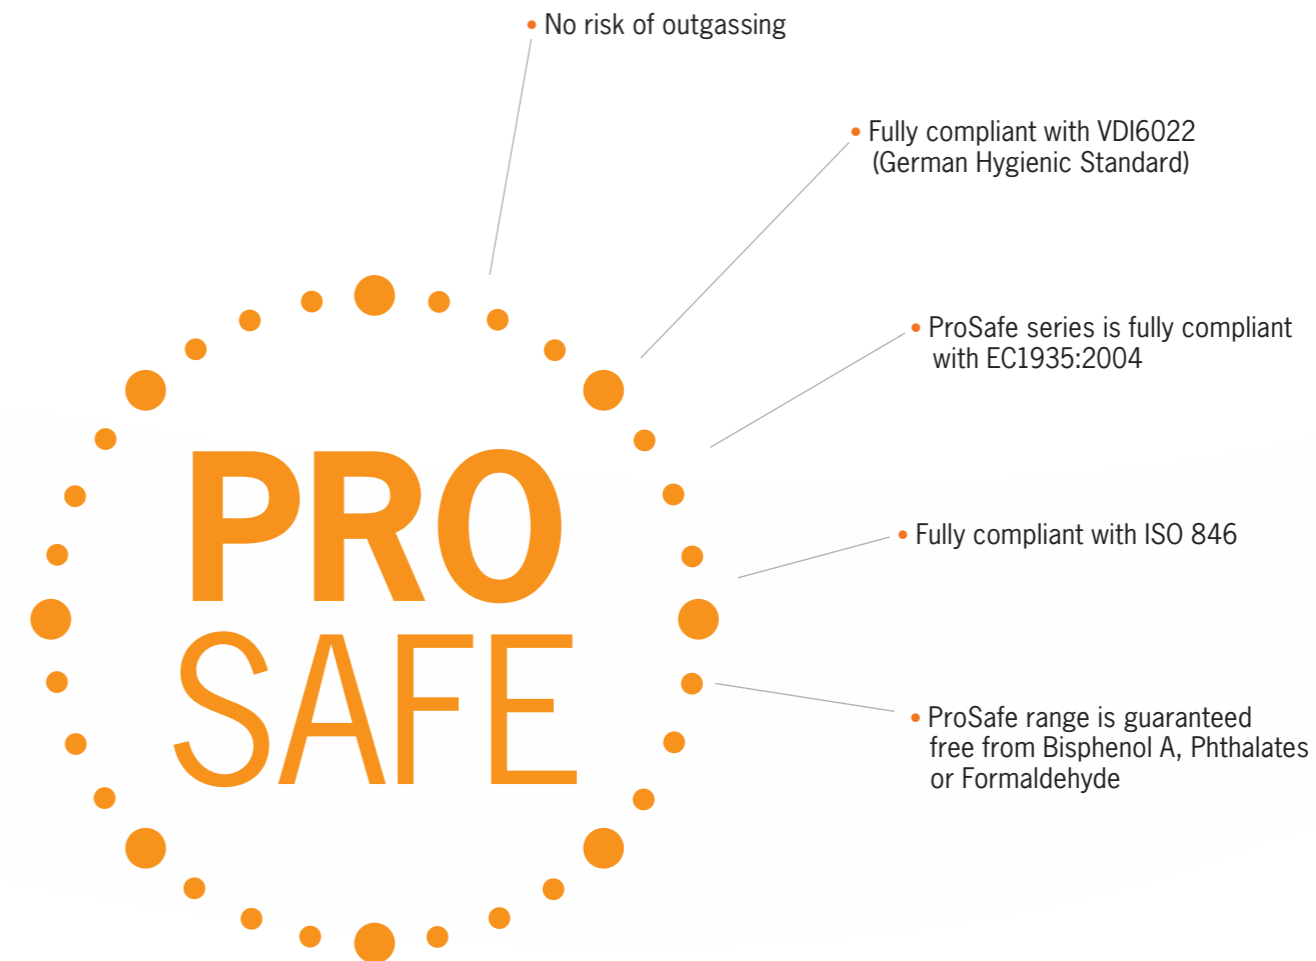 • No risk of outgassing
• Fully compliant with VDI6022
(German Hygienic Standard)
• ProSafe series is fully compliant
with EC1935:2004
• Fully compliant with ISO 846
• ProSafe range is guaranteed
free from Bisphenol A, Phthalates
or Formaldehyde
PRO
SAFE